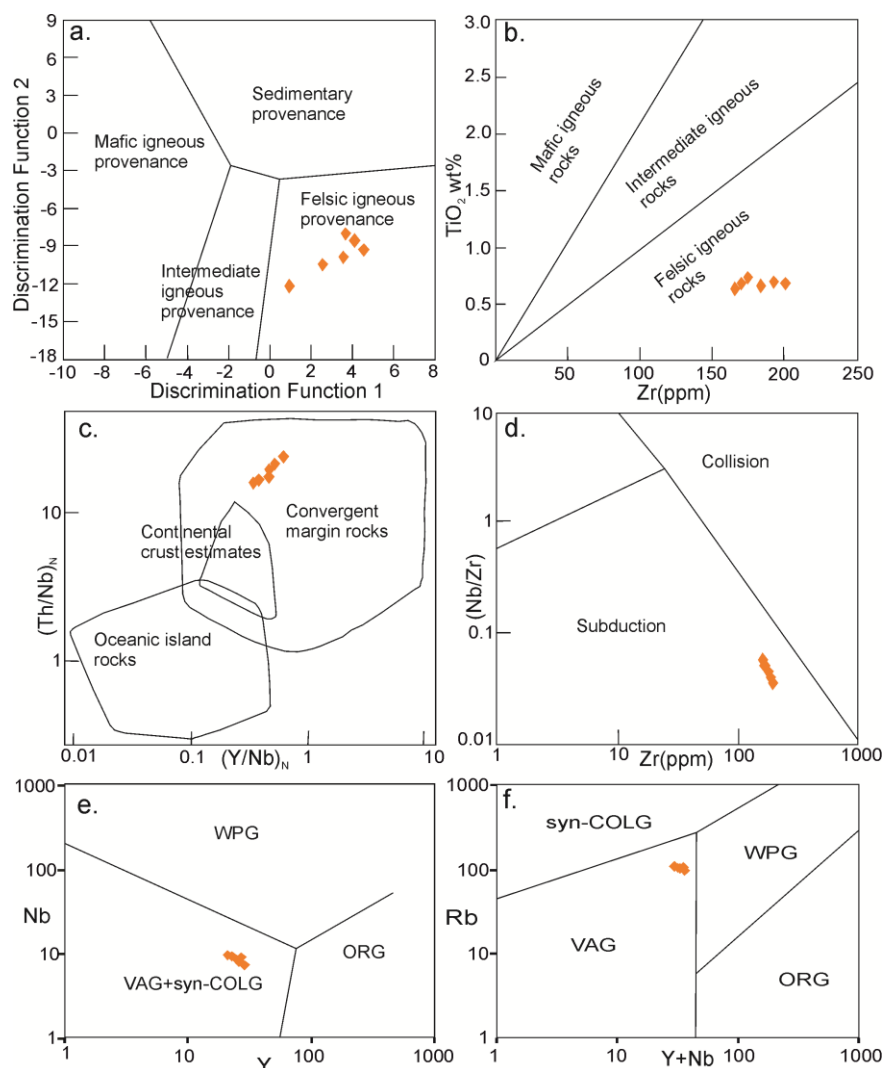 a.
Discrimination Function 2
9
6
3
0
-3
-6
-9
-12
-15
-18
Sedimentary
provenance
Mafic igneous
provenance
Felsic igneous
provenance
Intermediate
igneous
provenance
-10 -8 -6 -4 -2 0 2 4 6 8
Discrimination Function 1
b.
TiO₂ wt%
3.0
2.5
2.0
1.5
1.0
0.5
0
Mafic igneous
rocks
Intermediate igneous
rocks
Felsic igneous
rocks
50 100 150 200 250
Zr(ppm)
c.
(Th/Nb)N
10
1
Continental
crust estimates
Convergent
margin rocks
Oceanic island
rocks
0.01 0.1 1 10
(Y/Nb)N
d.
(Nb/Zr)
10
1
0.1
0.01
Collision
Subduction
1 10 100 1000
Zr(ppm)
e.
Nb
1000
100
10
1
WPG
VAG+syn-COLG
ORG
1 10 100 1000
Y
f.
Rb
1000
100
10
1
syn-COLG
WPG
VAG
ORG
1 10 100 1000
Y+Nb